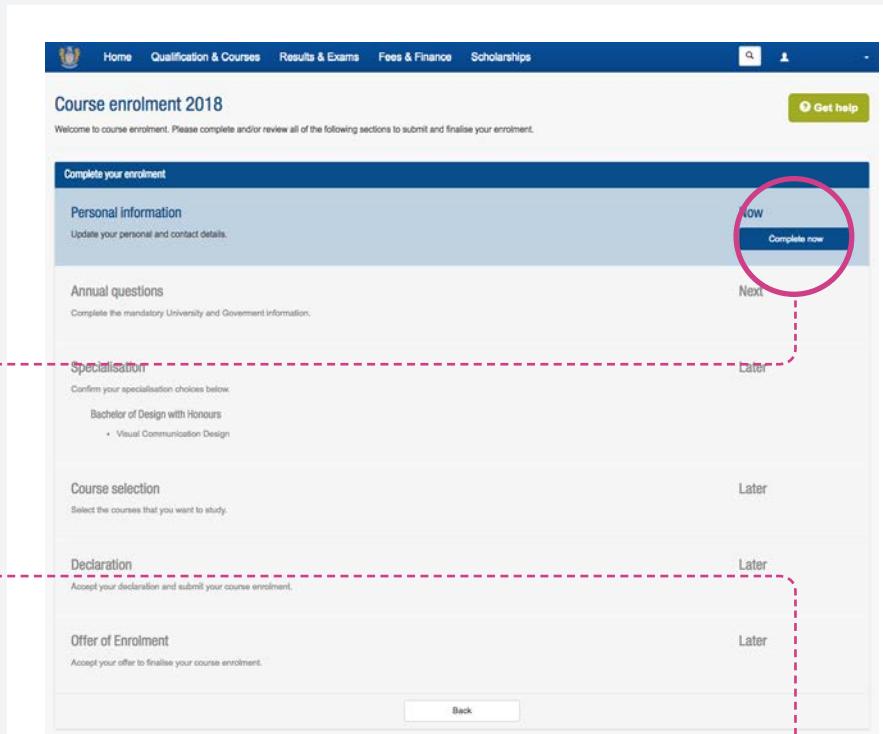 Home Qualification & Courses Results & Exams Fees & Finance Scholarships
Course enrolment 2018
Get help
Welcome to course enrolment. Please complete and/or review all of the following sections to submit and finalise your enrolment.
Complete your enrolment
Personal information Now
Update your personal and contact details. Complete now
Annual questions Next
Complete the mandatory University and Goverment information.
Specialisation Later
Confirm your specialisation choices below.
Bachelor of Design with Honours
• Visual Communication Design
Course selection Later
Select the courses that you want to study.
Declaration Later
Accept your declaration and submit your course enrolment.
Offer of Enrolment Later
Accept your offer to finalise your course enrolment.
Back